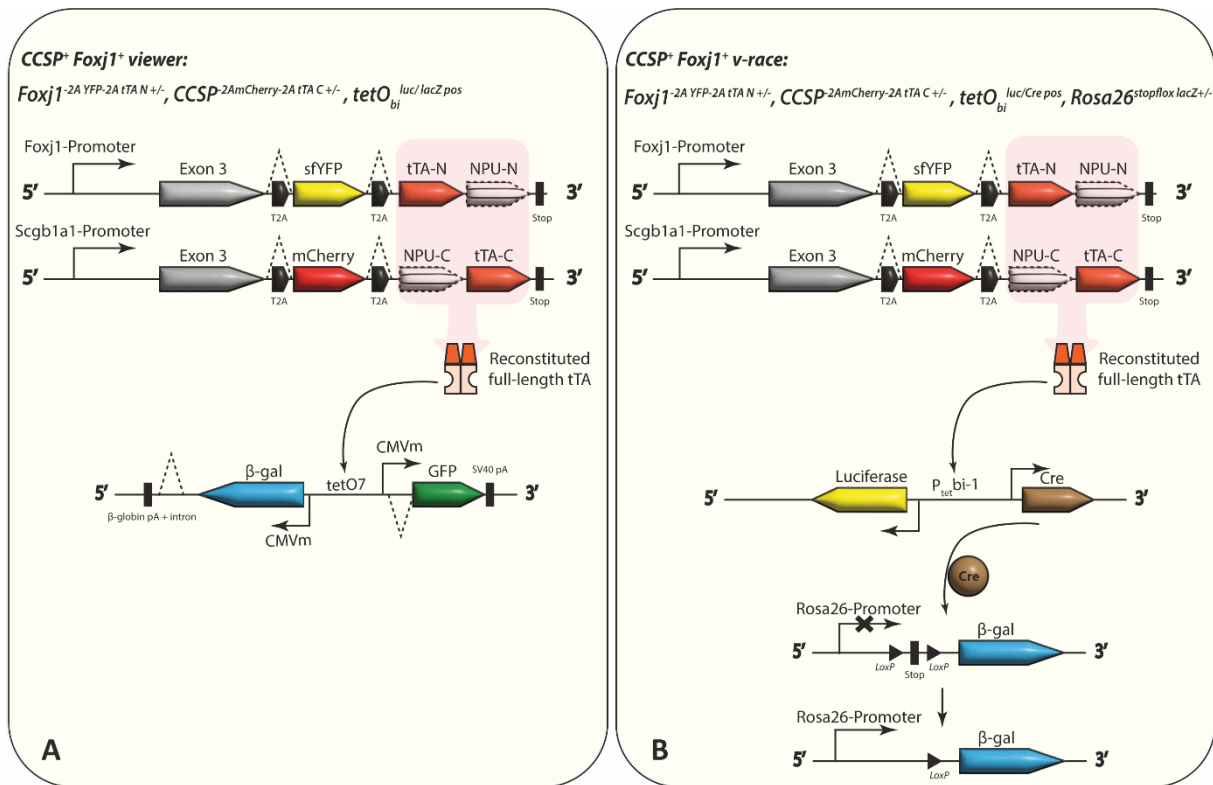 CCSP+ Foxj1+ viewer:
Foxj1-2A YFP-2A tTA N +/-, CCSP-2AmCherry-2A tTA C +/-, tetObi luc/lacZ pos
Foxj1-Promoter
5’ Exon 3 T2A sfYFP T2A tTA-N NPU-N Stop 3’
Scgb1a1-Promoter
5’ Exon 3 T2A mCherry T2A NPU-C tTA-C Stop 3’
Reconstituted
full-length tTA
5’ β-globin pA + intron β-gal CMVm tetO7 CMVm GFP SV40 pA 3’
A
CCSP+ Foxj1+ v-race:
Foxj1-2A YFP-2A tTA N +/-, CCSP-2AmCherry-2A tTA C +/-, tetObi luc/Cre pos, Rosa26stopflox lacZ+/-
Foxj1-Promoter
5’ Exon 3 T2A sfYFP T2A tTA-N NPU-N Stop 3’
Scgb1a1-Promoter
5’ Exon 3 T2A mCherry T2A NPU-C tTA-C Stop 3’
Reconstituted
full-length tTA
5’ Luciferase Ptetbi-1 Cre 3’
Cre
Rosa26-Promoter
5’ LoxP Stop LoxP β-gal 3’
Rosa26-Promoter
5’ LoxP β-gal 3’
B